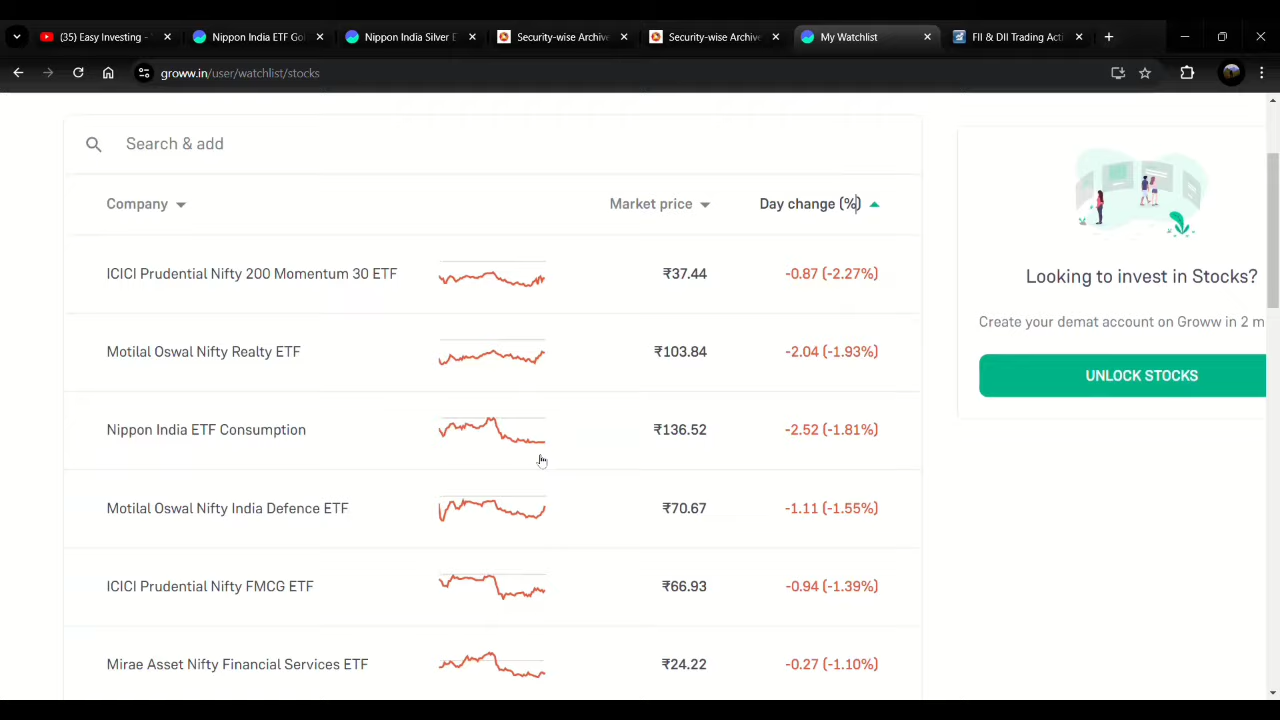 (35) Easy Investing -
Nippon India ETF Gol
Nippon India Silver E
Security-wise Archive
Security-wise Archive
My Watchlist
FII & DII Trading Acti
groww.in/user/watchlist/stocks
Search & add
Company Market price Day change (%)
ICICI Prudential Nifty 200 Momentum 30 ETF ₹37.44 -0.87 (-2.27%)
Motilal Oswal Nifty Realty ETF ₹103.84 -2.04 (-1.93%)
Nippon India ETF Consumption ₹136.52 -2.52 (-1.81%)
Motilal Oswal Nifty India Defence ETF ₹70.67 -1.11 (-1.55%)
ICICI Prudential Nifty FMCG ETF ₹66.93 -0.94 (-1.39%)
Mirae Asset Nifty Financial Services ETF ₹24.22 -0.27 (-1.10%)
Looking to invest in Stocks?
Create your demat account on Groww in 2 m
UNLOCK STOCKS